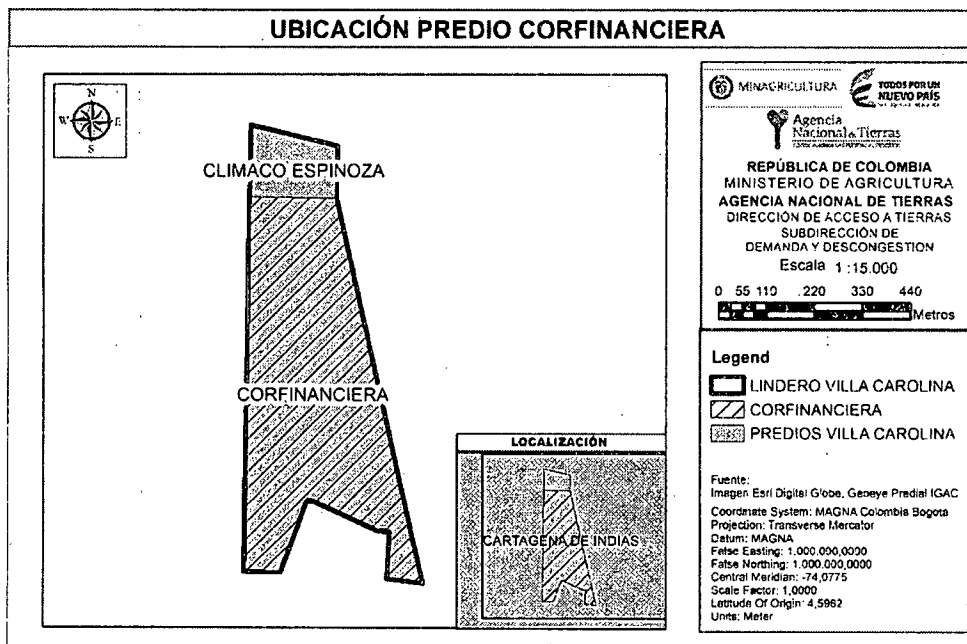 UBICACIÓN PREDIO CORFINANCIERA
N
W E
S
CLIMACO ESPINOZA
CORFINANCIERA
LOCALIZACIÓN
CARTAGENA DE INDIAS
MINAGRICULTURA
TODOS POR UN
NUEVO PAÍS
Agencia
Nacional de Tierras
REPÚBLICA DE COLOMBIA
MINISTERIO DE AGRICULTURA
AGENCIA NACIONAL DE TIERRAS
DIRECCIÓN DE ACCESO A TIERRAS
SUBDIRECCIÓN DE
DEMANDA Y DESCONGESTION
Escala 1:15.000
0 55 110 220 330 440
Metros
Legend
LINDERO VILLA CAROLINA
CORFINANCIERA
PREDIOS VILLA CAROLINA
Fuente:
Imagen Esri Digital Globe, Geoeye Predial IGAC
Coordinate System: MAGNA Colombia Bogota
Projection: Transverse Mercator
Datum: MAGNA
False Easting: 1.000.000,0000
False Northing: 1.000.000,0000
Central Meridian: -74,0775
Scale Factor: 1,0000
Latitude Of Origin: 4,5962
Units: Meter